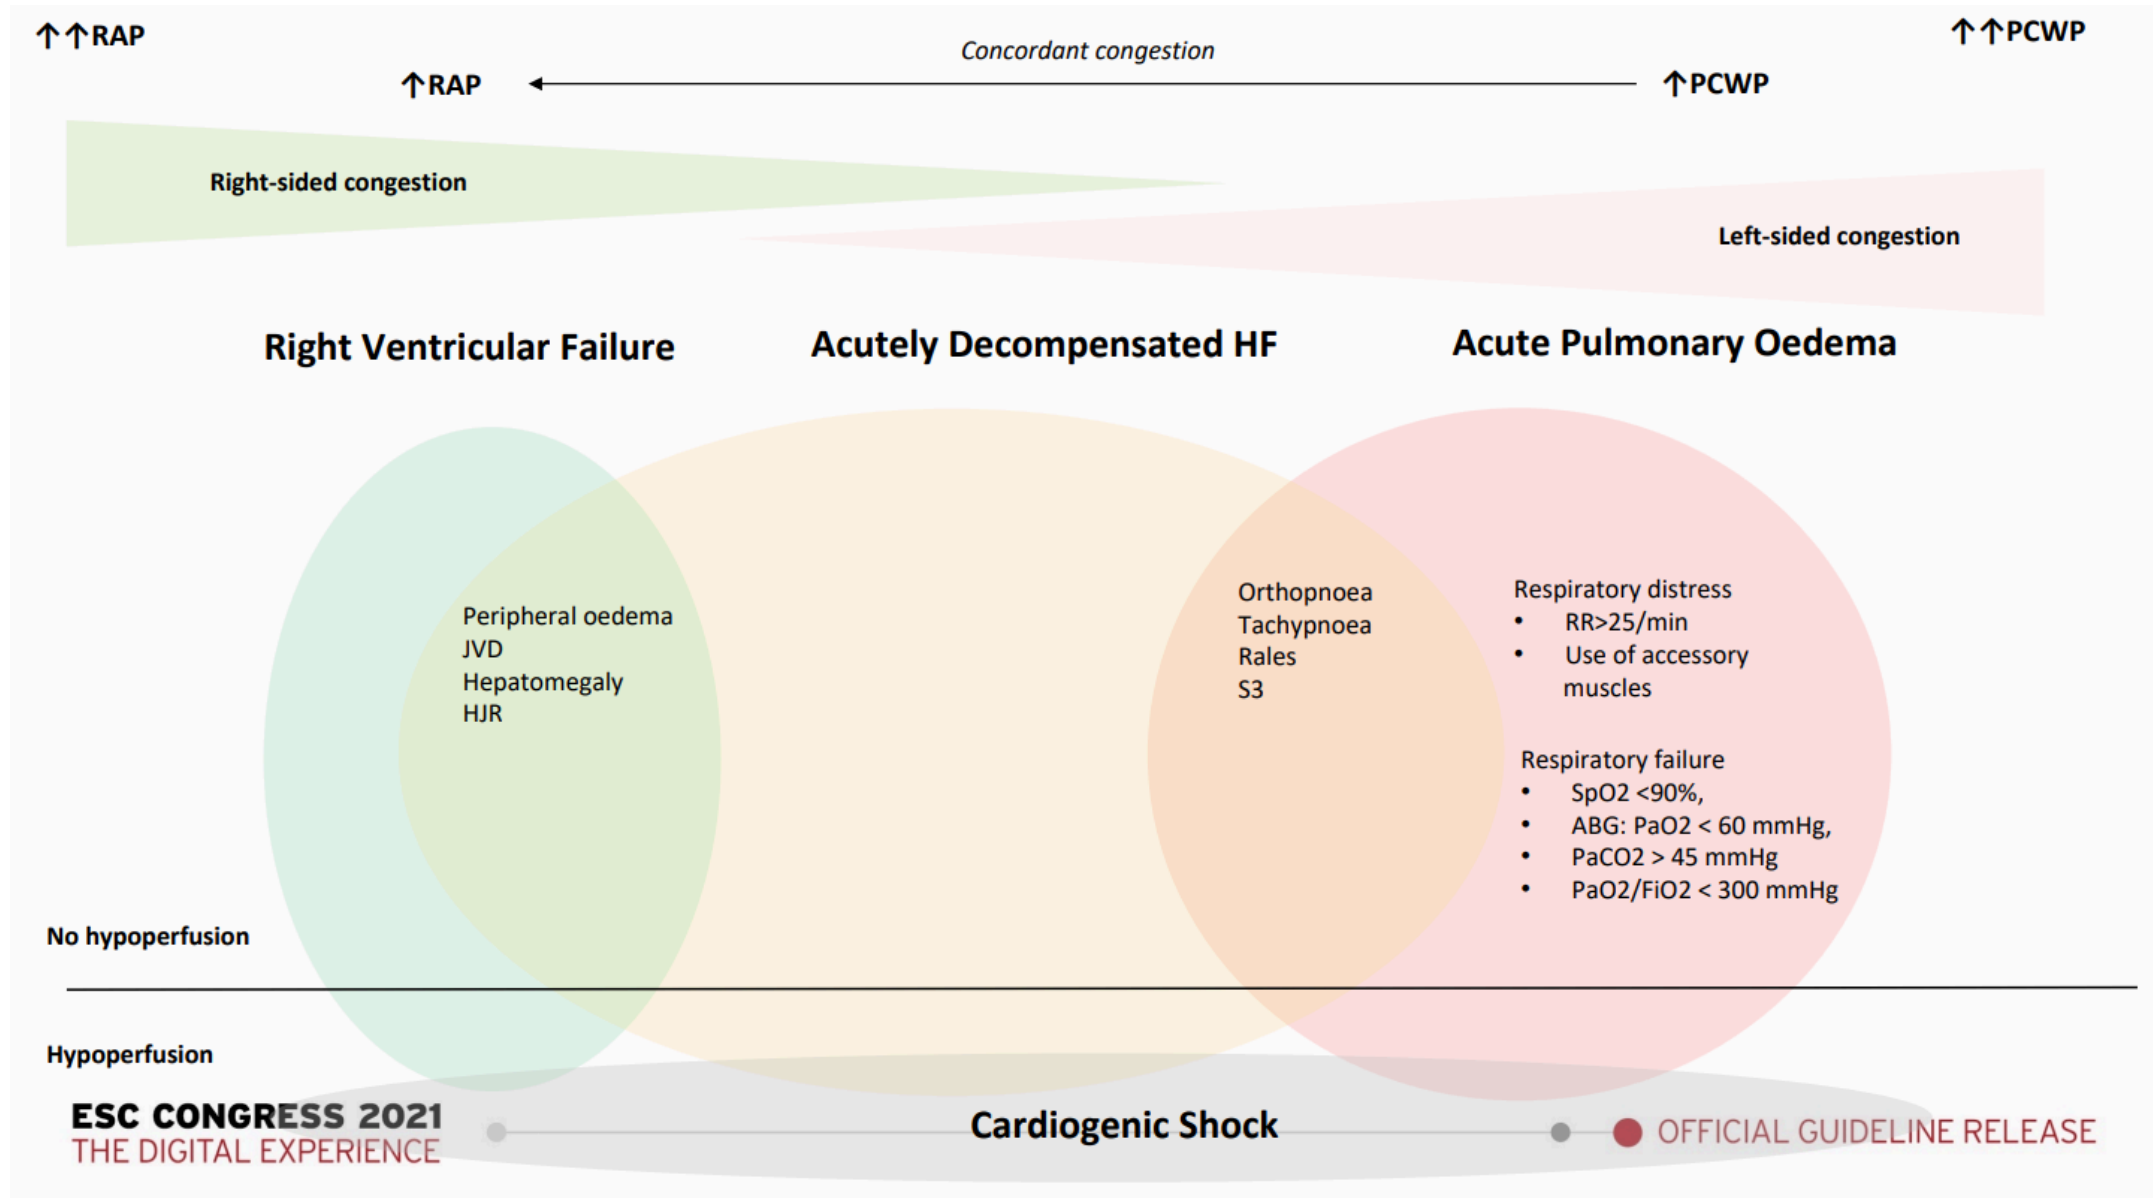 ↑↑RAP
↑↑PCWP
Concordant congestion
↑RAP
↑PCWP
Right-sided congestion
Left-sided congestion
Right Ventricular Failure
Acutely Decompensated HF
Acute Pulmonary Oedema
Peripheral oedema
JVD
Hepatomegaly
HJR
Orthopnoea
Tachypnoea
Rales
S3
Respiratory distress
• RR>25/min
• Use of accessory
muscles
Respiratory failure
• SpO2 <90%,
• ABG: PaO2 < 60 mmHg,
• PaCO2 > 45 mmHg
• PaO2/FiO2 < 300 mmHg
No hypoperfusion
Hypoperfusion
ESC CONGRESS 2021
THE DIGITAL EXPERIENCE
Cardiogenic Shock
OFFICIAL GUIDELINE RELEASE